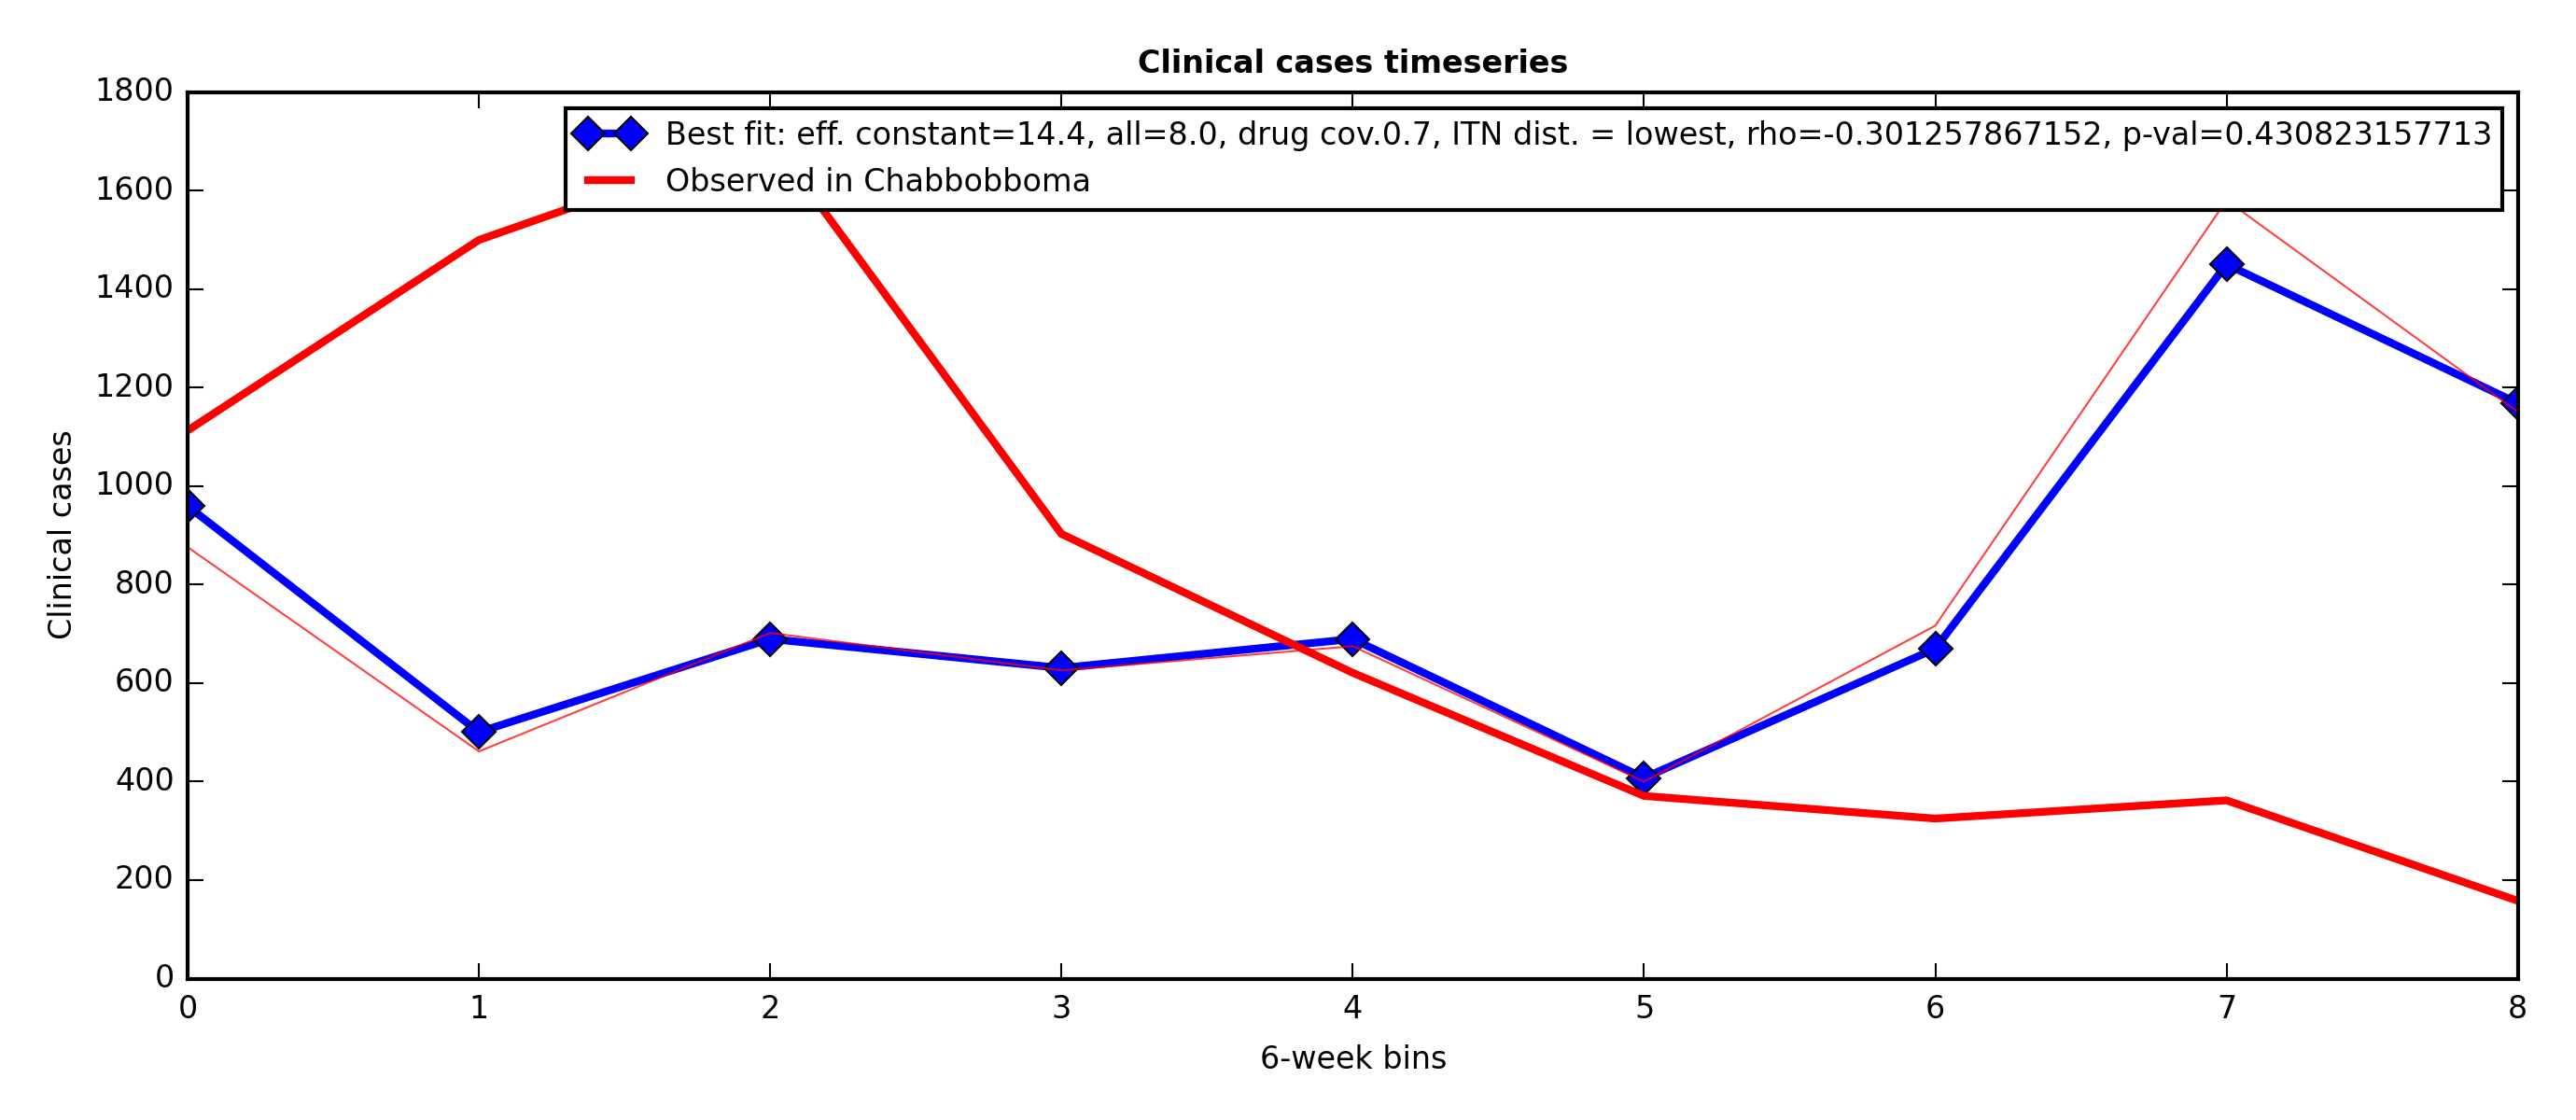 Clinical cases timeseries
1800
1600
1400
1200
1000
800
600
400
200
0
Clinical cases
Best fit: eff. constant=14.4, all=8.0, drug cov.0.7, ITN dist. = lowest, rho=-0.301257867152, p-val=0.430823157713
Observed in Chabbobboma
0 1 2 3 4 5 6 7 8
6-week bins